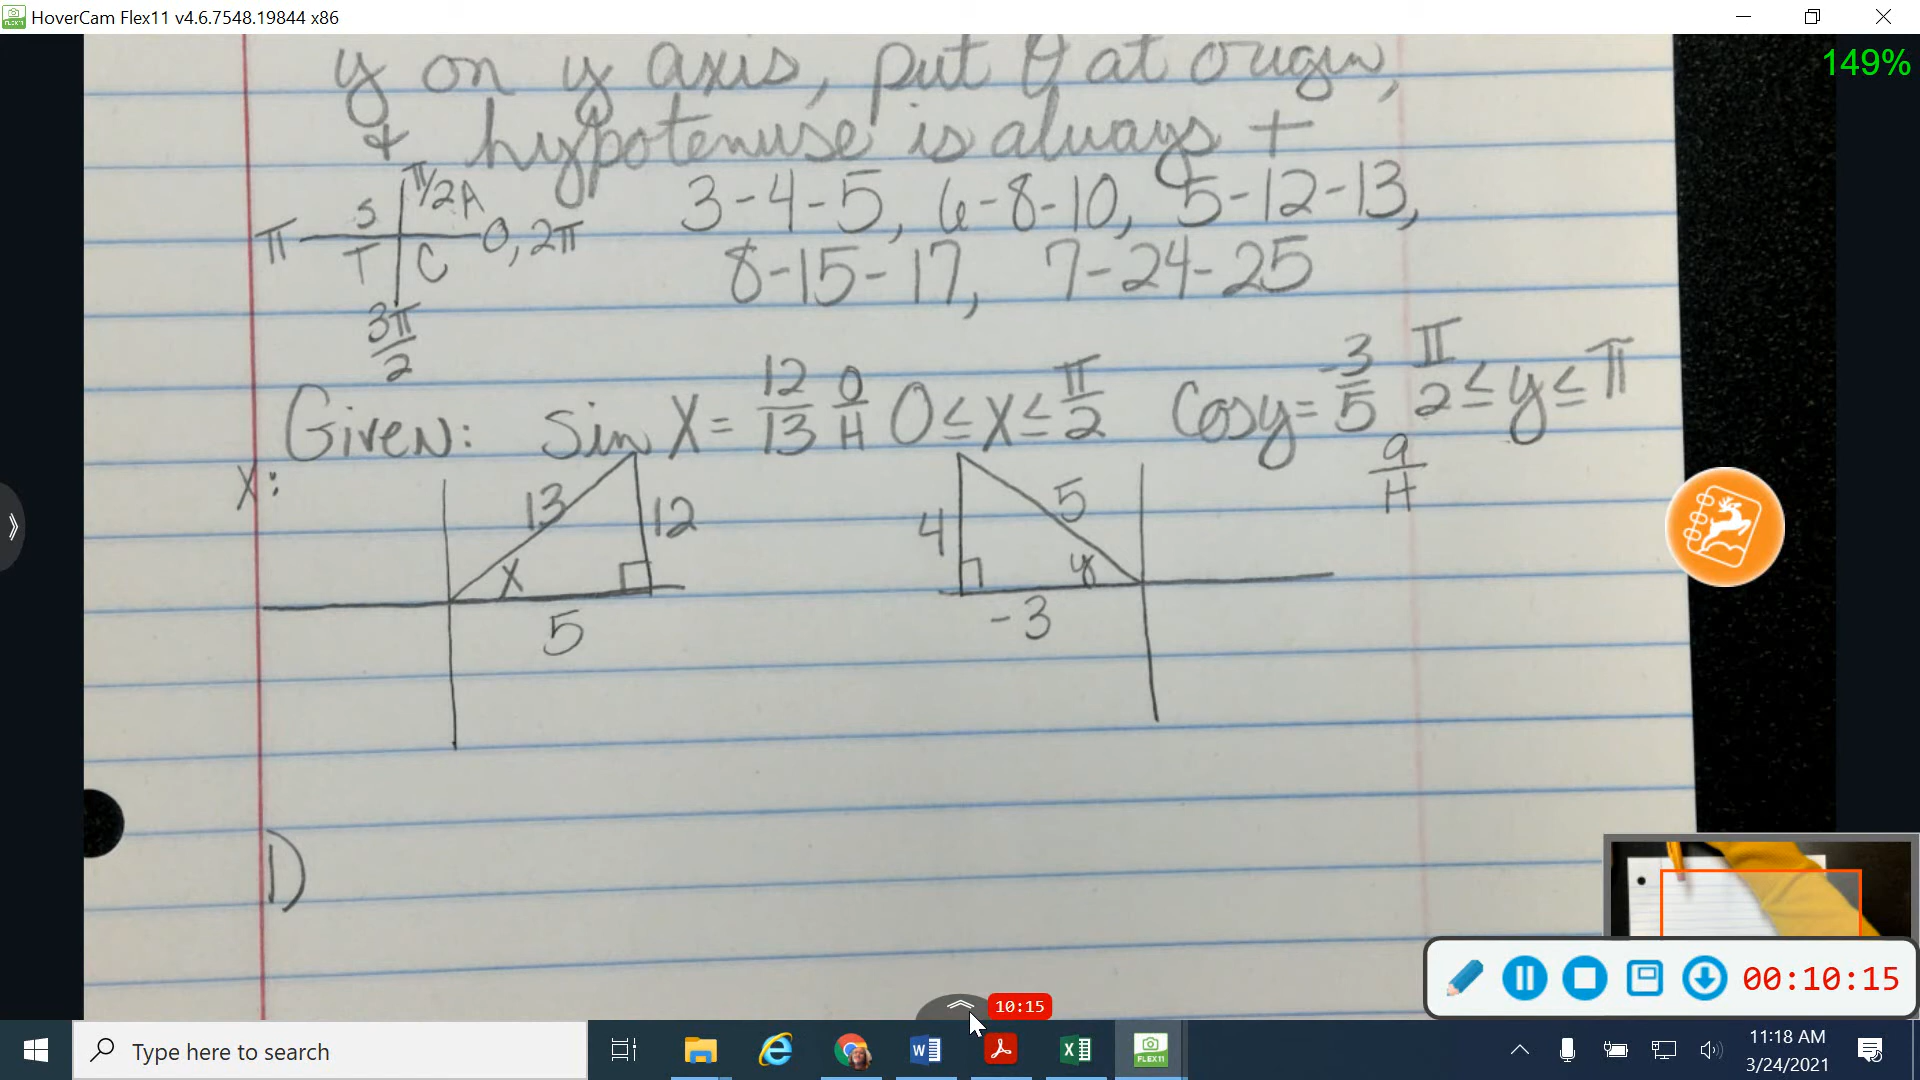 HoverCam Flex11 v4.6.7548.19844 x86
149%
y on y axis, put θ at origin,
+ hypotenuse is always +
S π/2 A
π 0, 2π
T C
3π/2
3-4-5, 6-8-10, 5-12-13,
8-15-17, 7-24-25
Given: Sin X = 12/13 O/H 0 ≤ X ≤ π/2 Cos y = -3/5 π/2 ≤ y ≤ π
a/H
X:
13 12
X
5
4 5
y
-3
1)
00:10:15
10:15
Type here to search
FLEX11
11:18 AM
3/24/2021